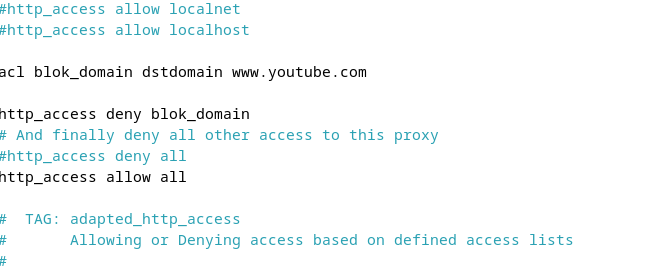 #http_access allow localnet
#http_access allow localhost
acl blok_domain dstdomain www.youtube.com
http_access deny blok_domain
# And finally deny all other access to this proxy
#http_access deny all
http_access allow all
#  TAG: adapted_http_access
#       Allowing or Denying access based on defined access lists
#